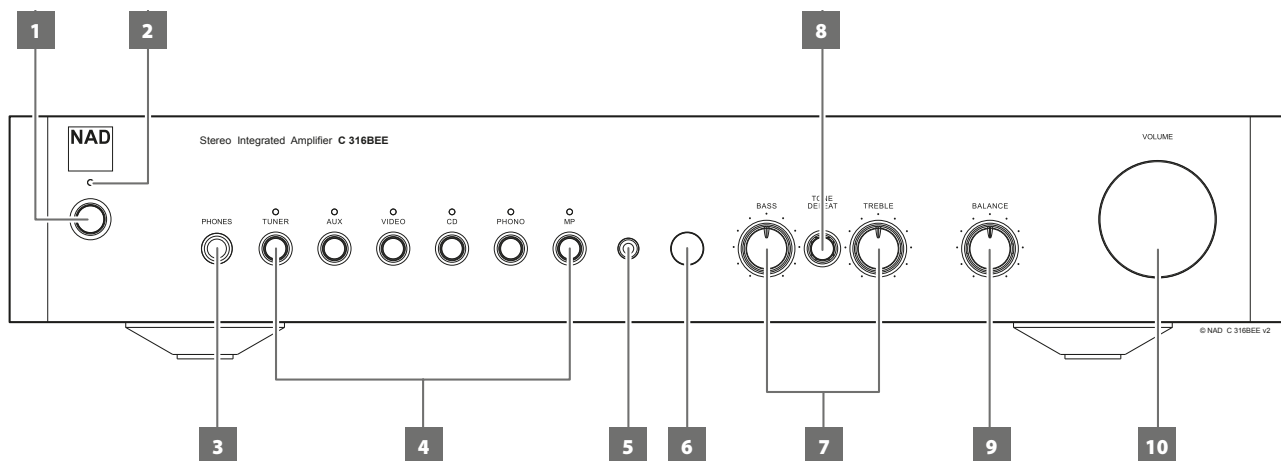 1
2
8
NAD
Stereo Integrated Amplifier C 316BEE
VOLUME
PHONES
TUNER
AUX
VIDEO
CD
PHONO
MP
BASS
TONE
DEFEAT
TREBLE
BALANCE
© NAD C 316BEE v2
3
4
5
6
7
9
10